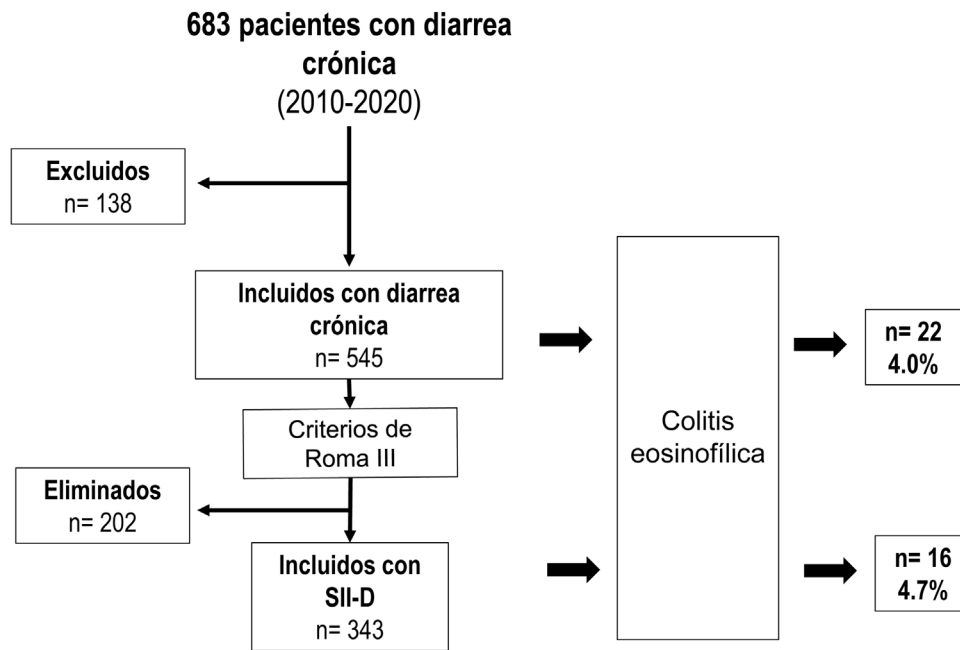 683 pacientes con diarrea
crónica
(2010-2020)
Excluidos
n= 138
Incluidos con diarrea
crónica
n= 545
n= 22
4.0%
Criterios de
Roma III
Colitis
eosinofílica
Eliminados
n= 202
Incluidos con
SII-D
n= 343
n= 16
4.7%